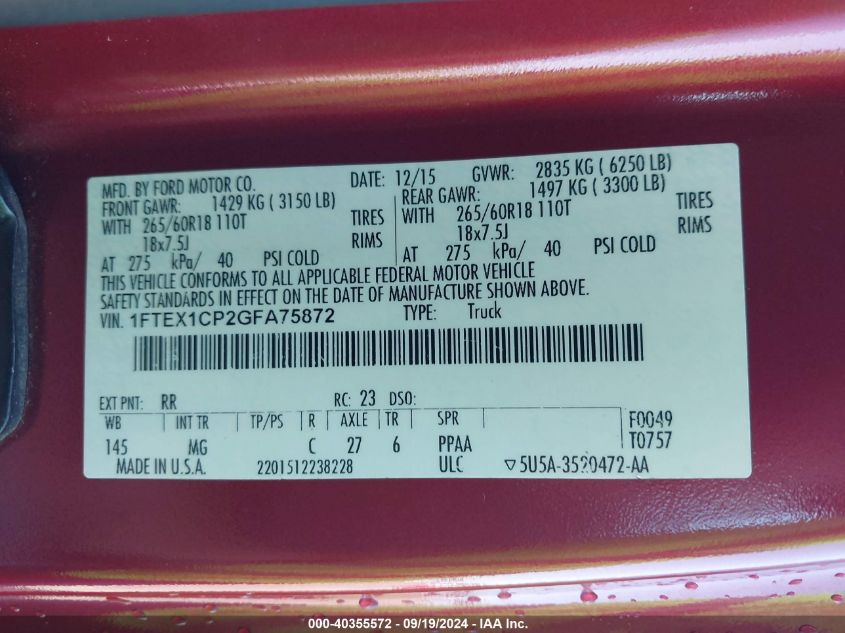 MFD. BY FORD MOTOR CO. DATE: 12/15 GVWR: 2835 KG ( 6250 LB)
FRONT GAWR: 1429 KG ( 3150 LB) REAR GAWR: 1497 KG ( 3300 LB)
WITH 265/60R18 110T TIRES WITH 265/60R18 110T TIRES
18x7.5J RIMS 18x7.5J RIMS
AT 275 kPa/ 40 PSI COLD AT 275 kPa/ 40 PSI COLD
THIS VEHICLE CONFORMS TO ALL APPLICABLE FEDERAL MOTOR VEHICLE
SAFETY STANDARDS IN EFFECT ON THE DATE OF MANUFACTURE SHOWN ABOVE.
VIN. 1FTEX1CP2GFA75872 TYPE: Truck
EXT PNT: RR RC: 23 DSO:
WB INT TR TP/PS R AXLE TR SPR F0049
145 MG C 27 6 PPAA T0757
MADE IN U.S.A. 2201512238228 ULC ▽5U5A-3520472-AA
000-40355572 - 09/19/2024 - IAA Inc.